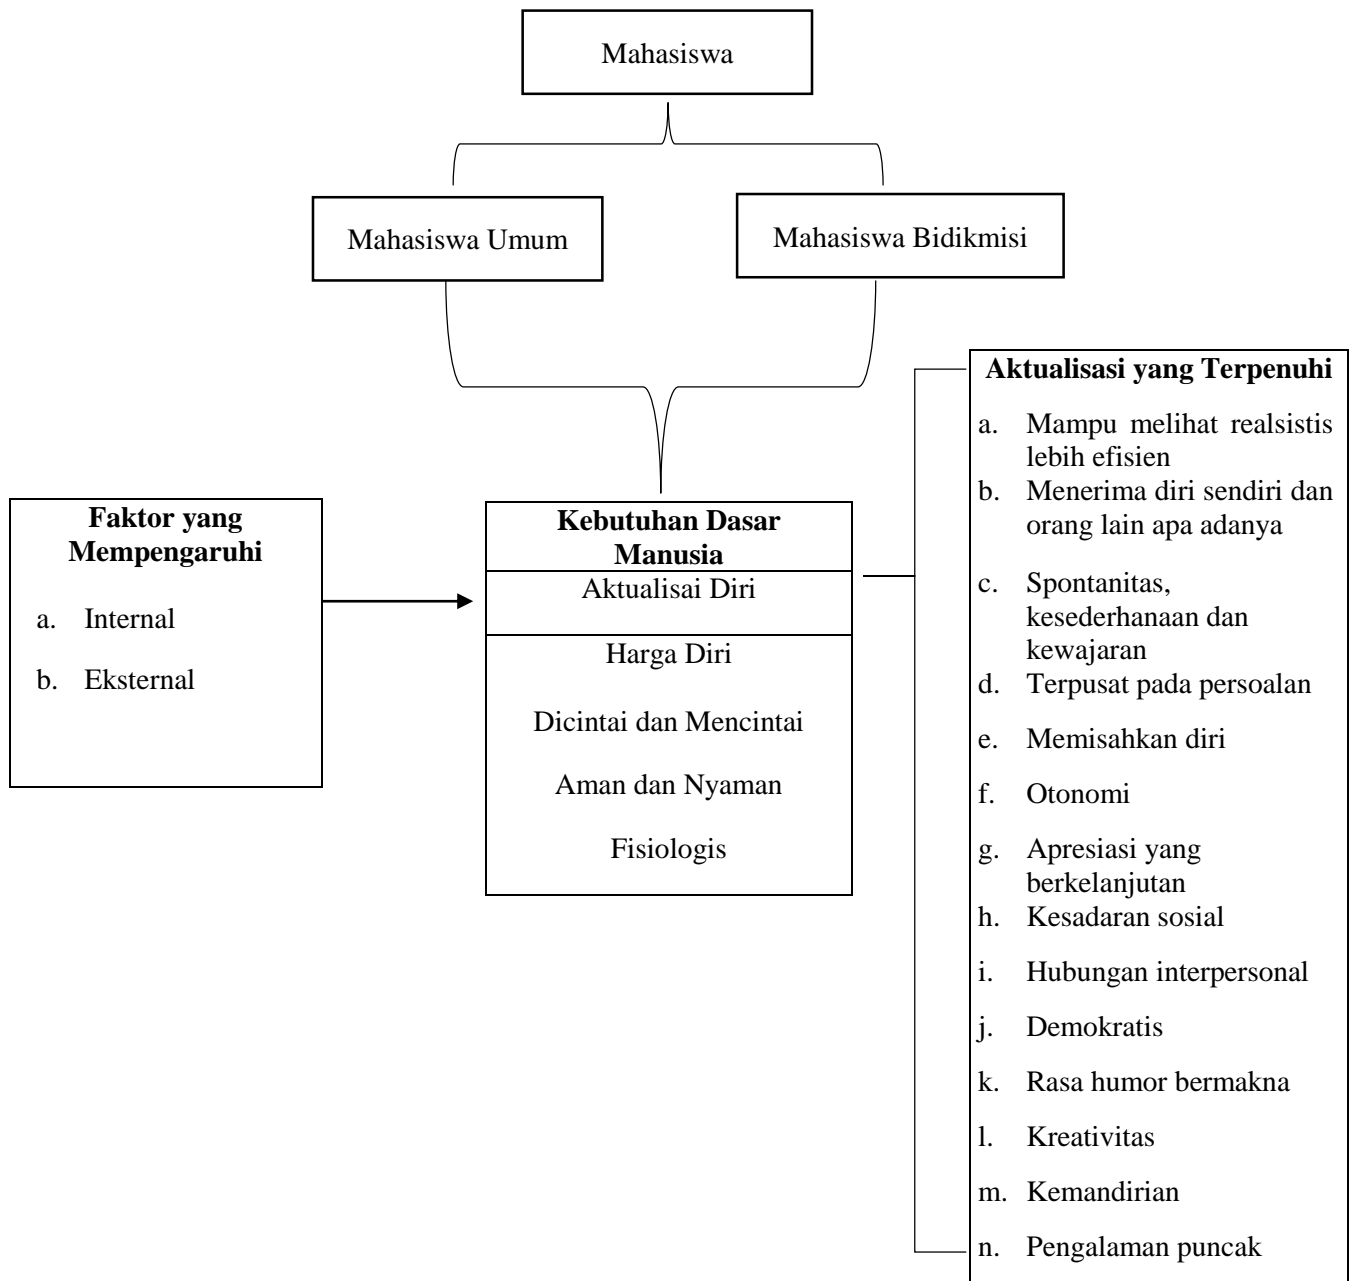 Mahasiswa
Mahasiswa Umum
Mahasiswa Bidikmisi
Faktor yang
Mempengaruhi
a. Internal
b. Eksternal
Kebutuhan Dasar
Manusia
Aktualisai Diri
Harga Diri
Dicintai dan Mencintai
Aman dan Nyaman
Fisiologis
Aktualisasi yang Terpenuhi
a. Mampu melihat realsistis
lebih efisien
b. Menerima diri sendiri dan
orang lain apa adanya
c. Spontanitas,
kesederhanaan dan
kewajaran
d. Terpusat pada persoalan
e. Memisahkan diri
f. Otonomi
g. Apresiasi yang
berkelanjutan
h. Kesadaran sosial
i. Hubungan interpersonal
j. Demokratis
k. Rasa humor bermakna
l. Kreativitas
m. Kemandirian
n. Pengalaman puncak